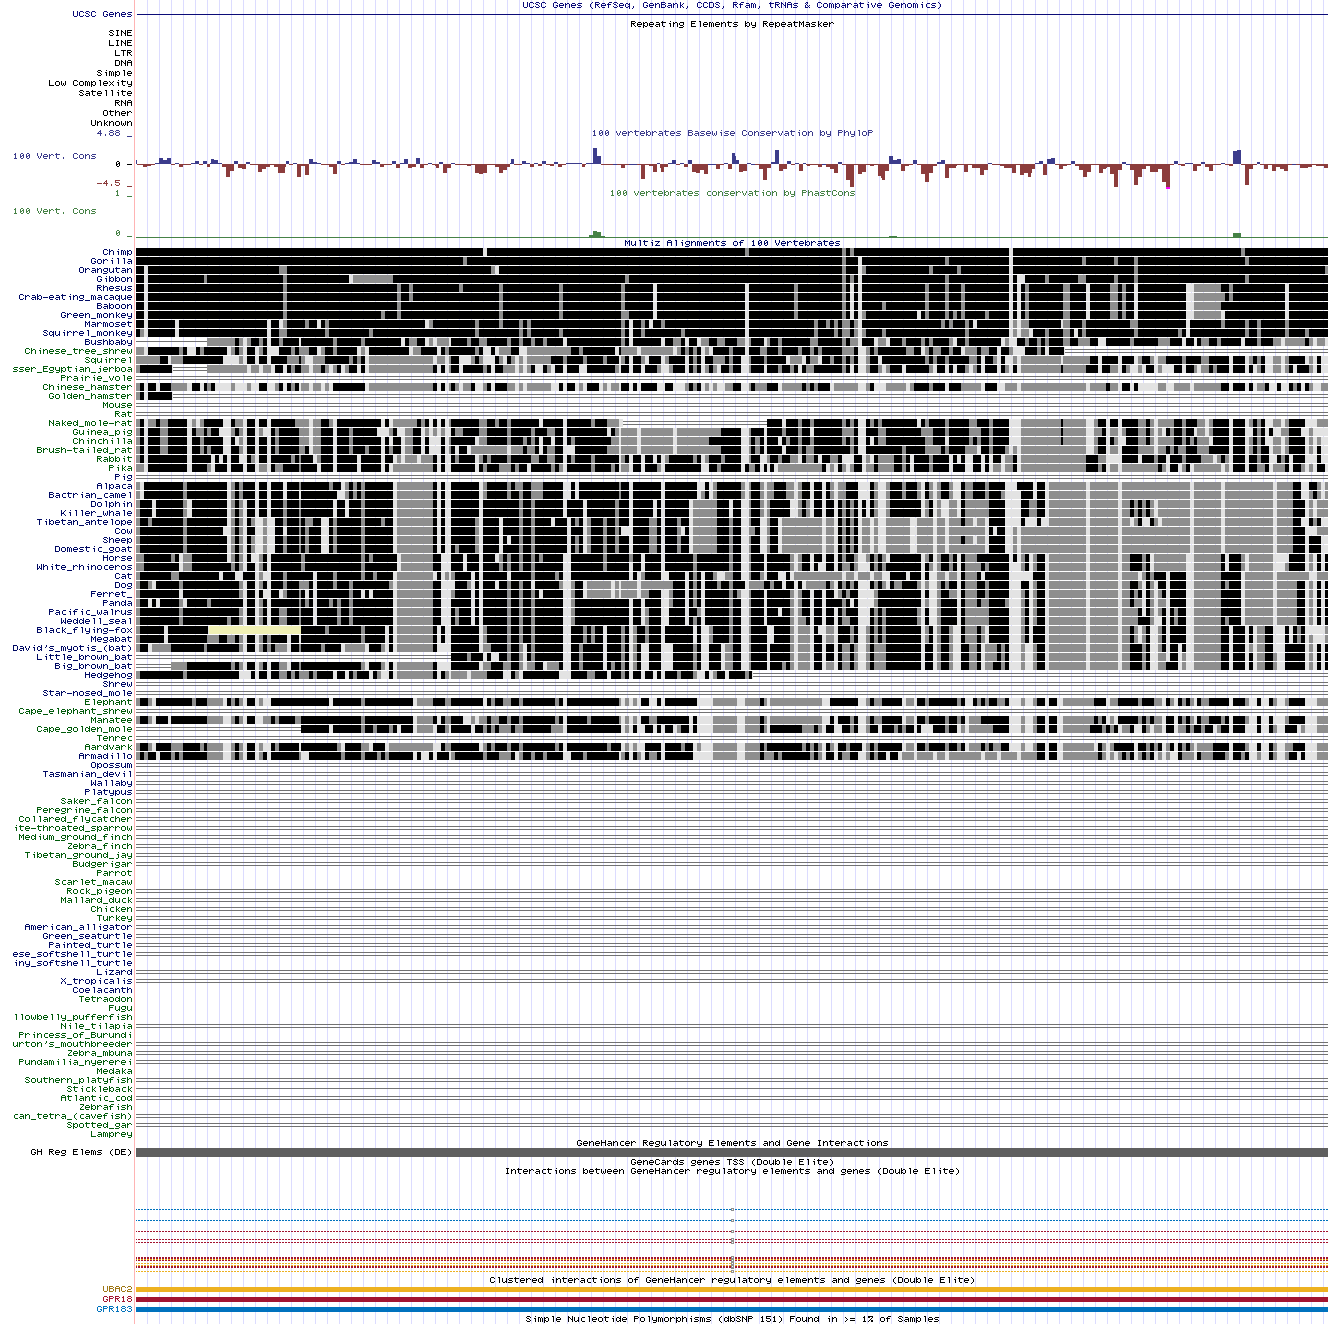 UCSC Genes (RefSeq, GenBank, CCDS, Rfam, tRNAs & Comparative Genomics)
UCSC Genes
Repeating Elements by RepeatMasker
SINE
LINE
LTR
DNA
Simple
Low Complexity
Satellite
RNA
Other
Unknown
100 vertebrates Basewise Conservation by PhyloP
4.88 _
100 Vert. Cons
0 _
-4.5 _
100 vertebrates conservation by PhastCons
1 _
100 Vert. Cons
0 _
Multiz Alignments of 100 Vertebrates
Chimp
Gorilla
Orangutan
Gibbon
Rhesus
Crab-eating_macaque
Baboon
Green_monkey
Marmoset
Squirrel_monkey
Bushbaby
Chinese_tree_shrew
Squirrel
sser_Egyptian_jerboa
Prairie_vole
Chinese_hamster
Golden_hamster
Mouse
Rat
Naked_mole-rat
Guinea_pig
Chinchilla
Brush-tailed_rat
Rabbit
Pika
Pig
Alpaca
Bactrian_camel
Dolphin
Killer_whale
Tibetan_antelope
Cow
Sheep
Domestic_goat
Horse
White_rhinoceros
Cat
Dog
Ferret_
Panda
Pacific_walrus
Weddell_seal
Black_flying-fox
Megabat
David's_myotis_(bat)
Little_brown_bat
Big_brown_bat
Hedgehog
Shrew
Star-nosed_mole
Elephant
Cape_elephant_shrew
Manatee
Cape_golden_mole
Tenrec
Aardvark
Armadillo
Opossum
Tasmanian_devil
Wallaby
Platypus
Saker_falcon
Peregrine_falcon
Collared_flycatcher
ite-throated_sparrow
Medium_ground_finch
Zebra_finch
Tibetan_ground_jay
Budgerigar
Parrot
Scarlet_macaw
Rock_pigeon
Mallard_duck
Chicken
Turkey
American_alligator
Green_seaturtle
Painted_turtle
ese_softshell_turtle
iny_softshell_turtle
Lizard
X_tropicalis
Coelacanth
Tetraodon
Fugu
llowbelly_pufferfish
Nile_tilapia
Princess_of_Burundi
urton's_mouthbreeder
Zebra_mbuna
Pundamilia_nyererei
Medaka
Southern_platyfish
Stickleback
Atlantic_cod
Zebrafish
can_tetra_(cavefish)
Spotted_gar
Lamprey
GeneHancer Regulatory Elements and Gene Interactions
GH Reg Elems (DE)
GeneCards genes TSS (Double Elite)
Interactions between GeneHancer regulatory elements and genes (Double Elite)
Clustered interactions of GeneHancer regulatory elements and genes (Double Elite)
UBAC2
GPR18
GPR183
Simple Nucleotide Polymorphisms (dbSNP 151) Found in >= 1% of Samples